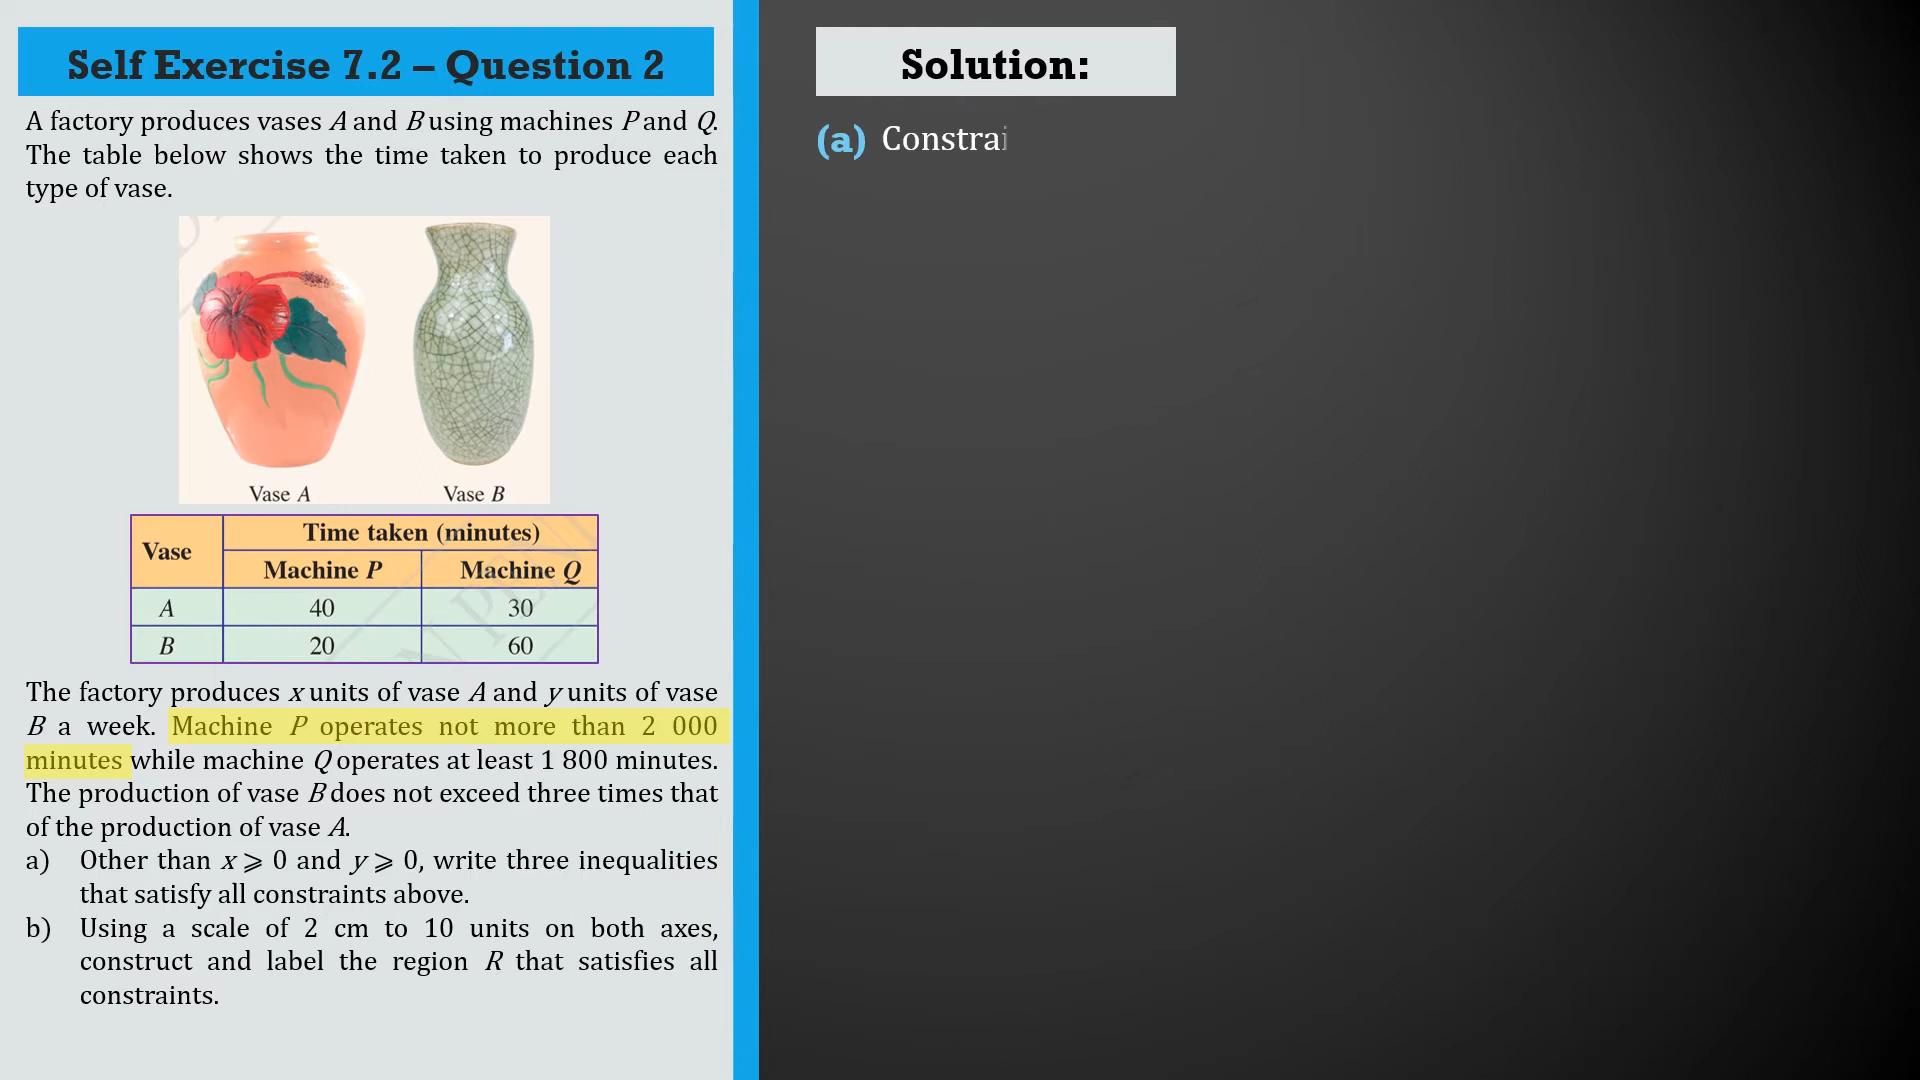 Self Exercise 7.2 – Question 2
A factory produces vases A and B using machines P and Q.
The table below shows the time taken to produce each
type of vase.
Vase A
Vase B
Vase
Time taken (minutes)
Machine P
Machine Q
A 40 30
B 20 60
The factory produces x units of vase A and y units of vase
B a week. Machine P operates not more than 2 000
minutes while machine Q operates at least 1 800 minutes.
The production of vase B does not exceed three times that
of the production of vase A.
a) Other than x ⩾ 0 and y ⩾ 0, write three inequalities
that satisfy all constraints above.
b) Using a scale of 2 cm to 10 units on both axes,
construct and label the region R that satisfies all
constraints.
Solution:
(a) Constrai